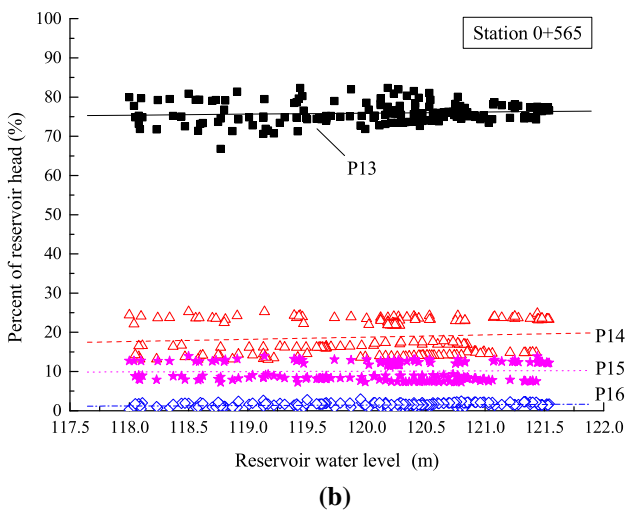 Station 0+565
Percent of reservoir head (%)
100
90
80
70
60
50
40
30
20
10
0
P13
P14
P15
P16
117.5
118.0
118.5
119.0
119.5
120.0
120.5
121.0
121.5
122.0
Reservoir water level (m)
(b)